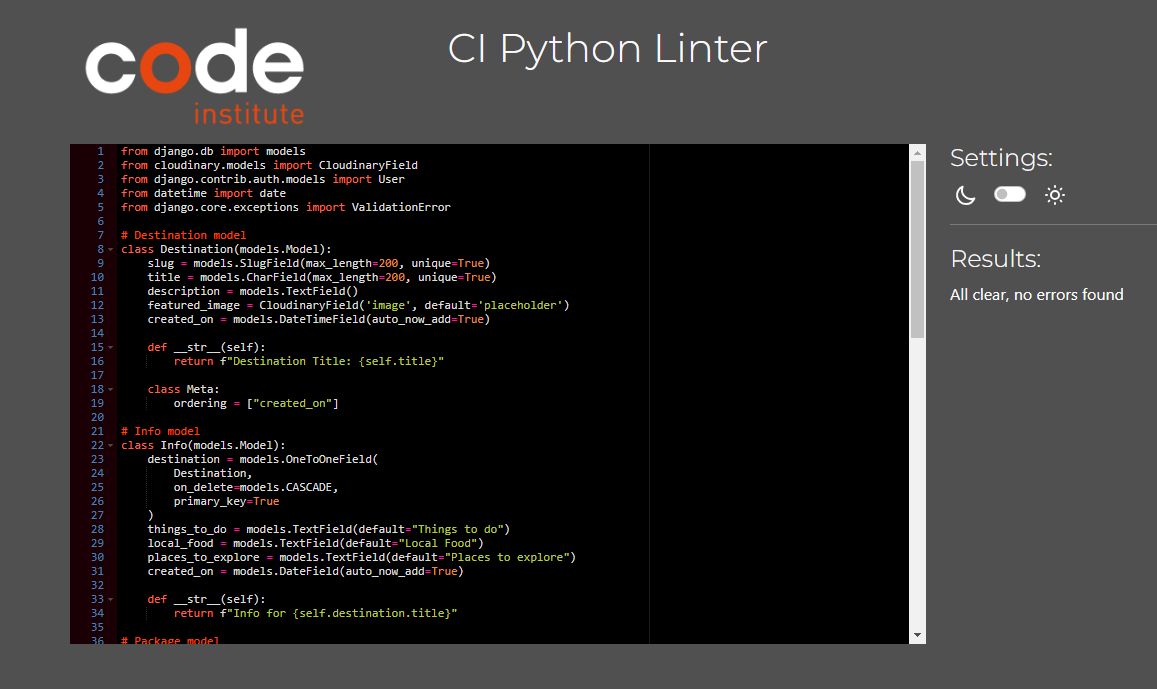 code
institute
CI Python Linter
1 from django.db import models
2 from cloudinary.models import CloudinaryField
3 from django.contrib.auth.models import User
4 from datetime import date
5 from django.core.exceptions import ValidationError
6
7 # Destination model
8 class Destination(models.Model):
9     slug = models.SlugField(max_length=200, unique=True)
10     title = models.CharField(max_length=200, unique=True)
11     description = models.TextField()
12     featured_image = CloudinaryField('image', default='placeholder')
13     created_on = models.DateTimeField(auto_now_add=True)
14
15     def __str__(self):
16         return f"Destination Title: {self.title}"
17
18     class Meta:
19         ordering = ["created_on"]
20
21 # Info model
22 class Info(models.Model):
23     destination = models.OneToOneField(
24         Destination,
25         on_delete=models.CASCADE,
26         primary_key=True
27     )
28     things_to_do = models.TextField(default="Things to do")
29     local_food = models.TextField(default="Local Food")
30     places_to_explore = models.TextField(default="Places to explore")
31     created_on = models.DateField(auto_now_add=True)
32
33     def __str__(self):
34         return f"Info for {self.destination.title}"
35
36 # Package model
Settings:
Results:
All clear, no errors found